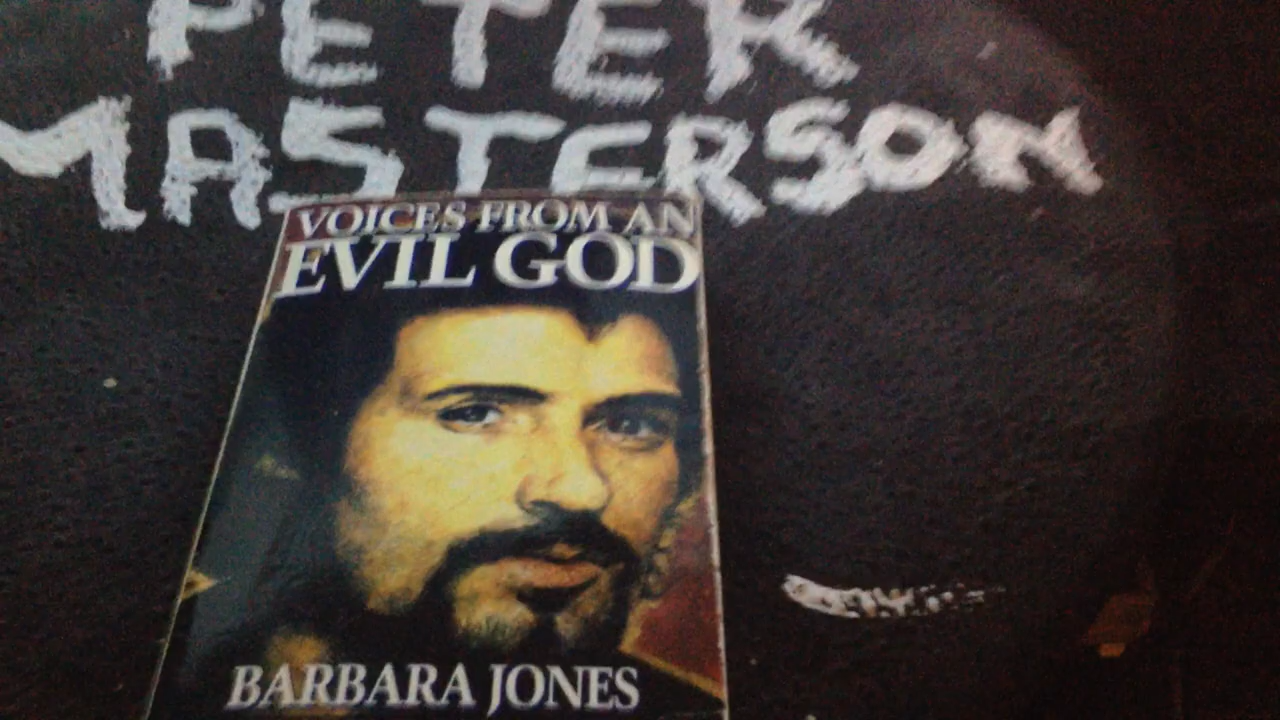 PETER
MASTERSON
VOICES FROM AN
EVIL GOD
BARBARA JONES